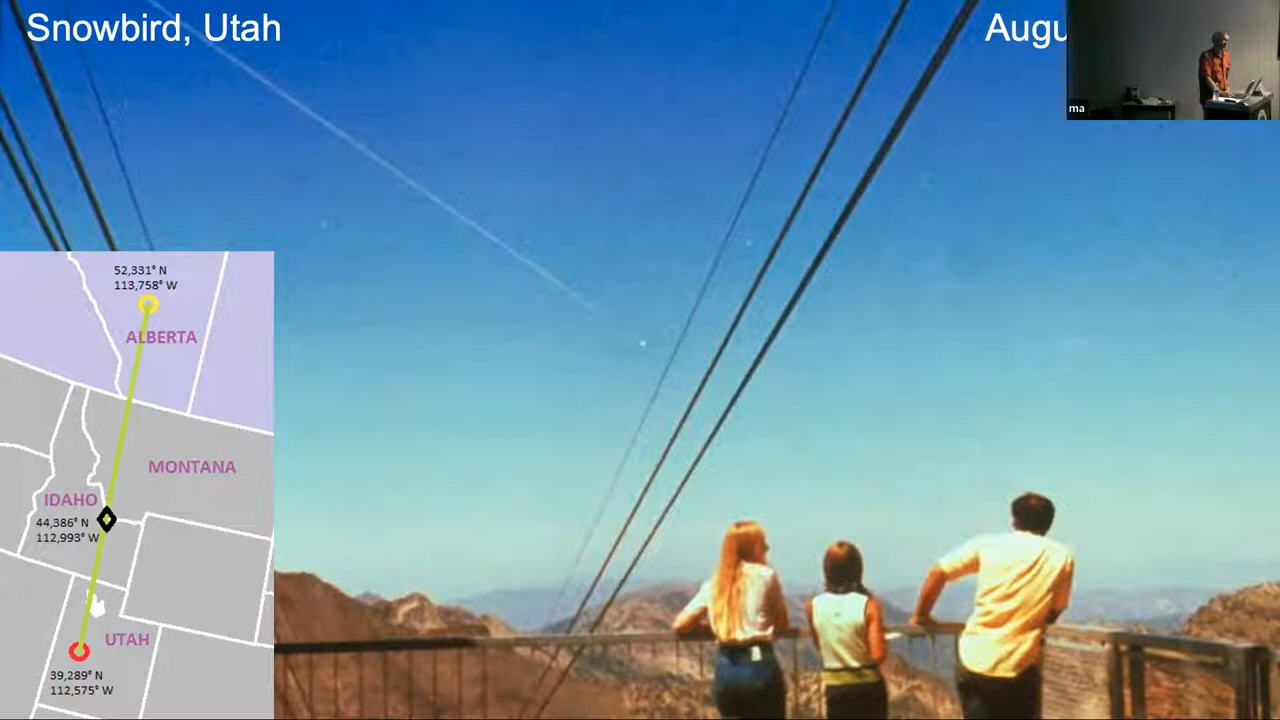 Snowbird, Utah
Augu
ma
52,331° N
113,758° W
ALBERTA
MONTANA
IDAHO
44,386° N
112,993° W
UTAH
39,289° N
112,575° W